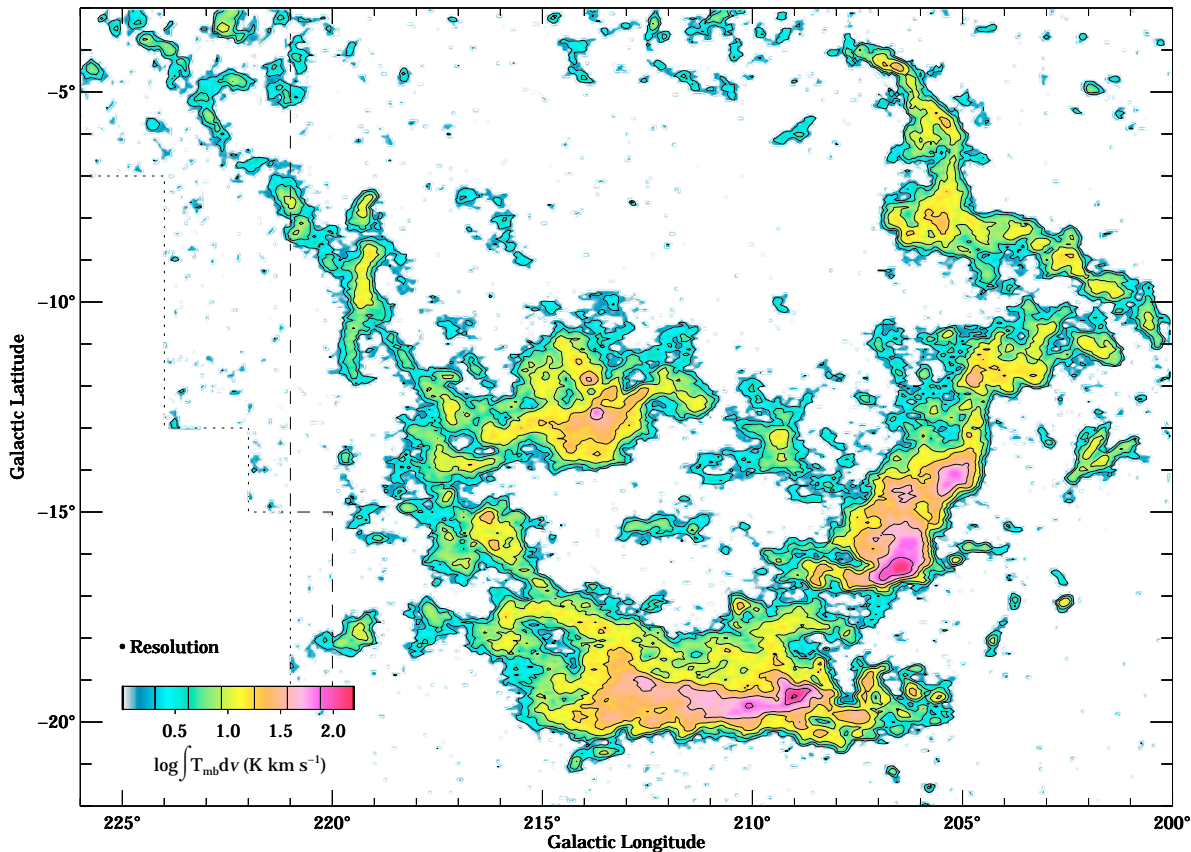 −5°
−10°
−15°
−20°
Galactic Latitude
• Resolution
0.5 1.0 1.5 2.0
log∫T_mb dv (K km s⁻¹)
225° 220° 215° 210° 205° 200°
Galactic Longitude